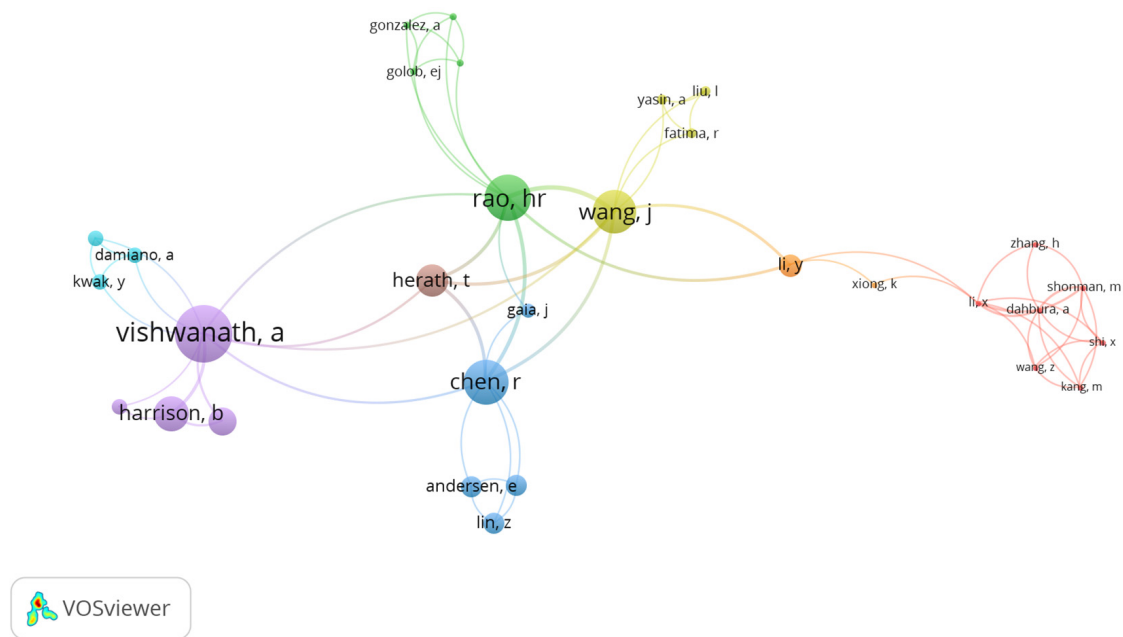 gonzalez, a
golob, ej
liu, l
yasin, a
fatima, r
rao, hr
wang, j
zhang, h
damiano, a
li, y
herath, t
kwak, y
xiong, k
shonman, m
li, x
dahbura, a
gaia, j
vishwanath, a
shi, x
wang, z
chen, r
kang, m
harrison, b
andersen, e
lin, z
VOSviewer